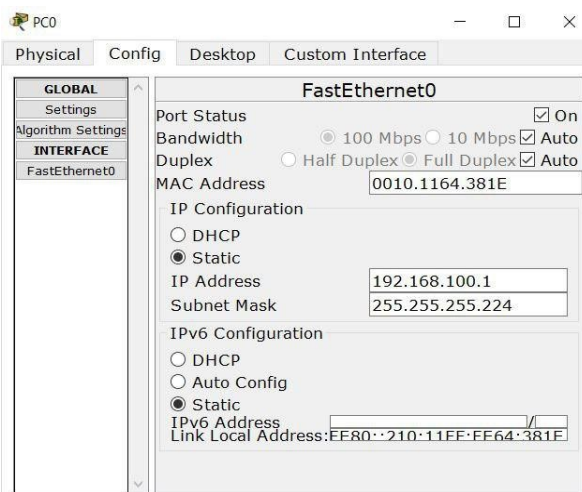 PC0
Physical Config Desktop Custom Interface
GLOBAL
Settings
Algorithm Settings
INTERFACE
FastEthernet0
FastEthernet0
Port Status On
Bandwidth 100 Mbps 10 Mbps Auto
Duplex Half Duplex Full Duplex Auto
MAC Address 0010.1164.381E
IP Configuration
DHCP
Static
IP Address 192.168.100.1
Subnet Mask 255.255.255.224
IPv6 Configuration
DHCP
Auto Config
Static
IPv6 Address /
Link Local Address: FE80::210:11FF:FE64:381E